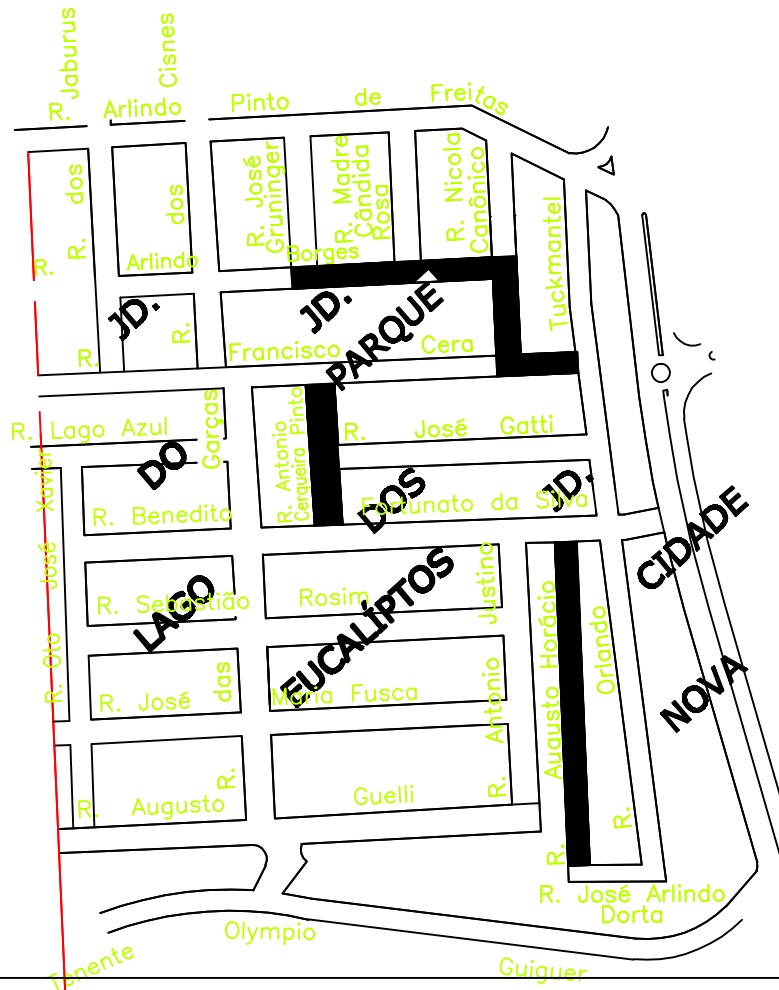 Jaburus
Cisnes
R. Arlindo Pinto de Freitas
R. dos
R. dos
R. José
Gruninger
R. Madre
Cândida
Rosa
R. Nicola
Canônico
Tuckmantel
R. Arlindo Borges
JD.
JD.
PARQUE
R. Francisco Cera
R. Lago Azul
Garças
R. Antonio
Cerqueira Pinto
R. José Gatti
DO
DOS
JD.
R. Benedito Fortunato da Silva
CIDADE
R. Oto José Xavier
R. Sebastião Rosim
LAGO
EUCALÍPTOS
R. Antonio Justino
R. Augusto Horácio
R. Orlando
R. José Maria Fusca
R. das
NOVA
R. Augusto Guelli
R. José Arlindo
Dorta
Tenente Olympio Guiguer